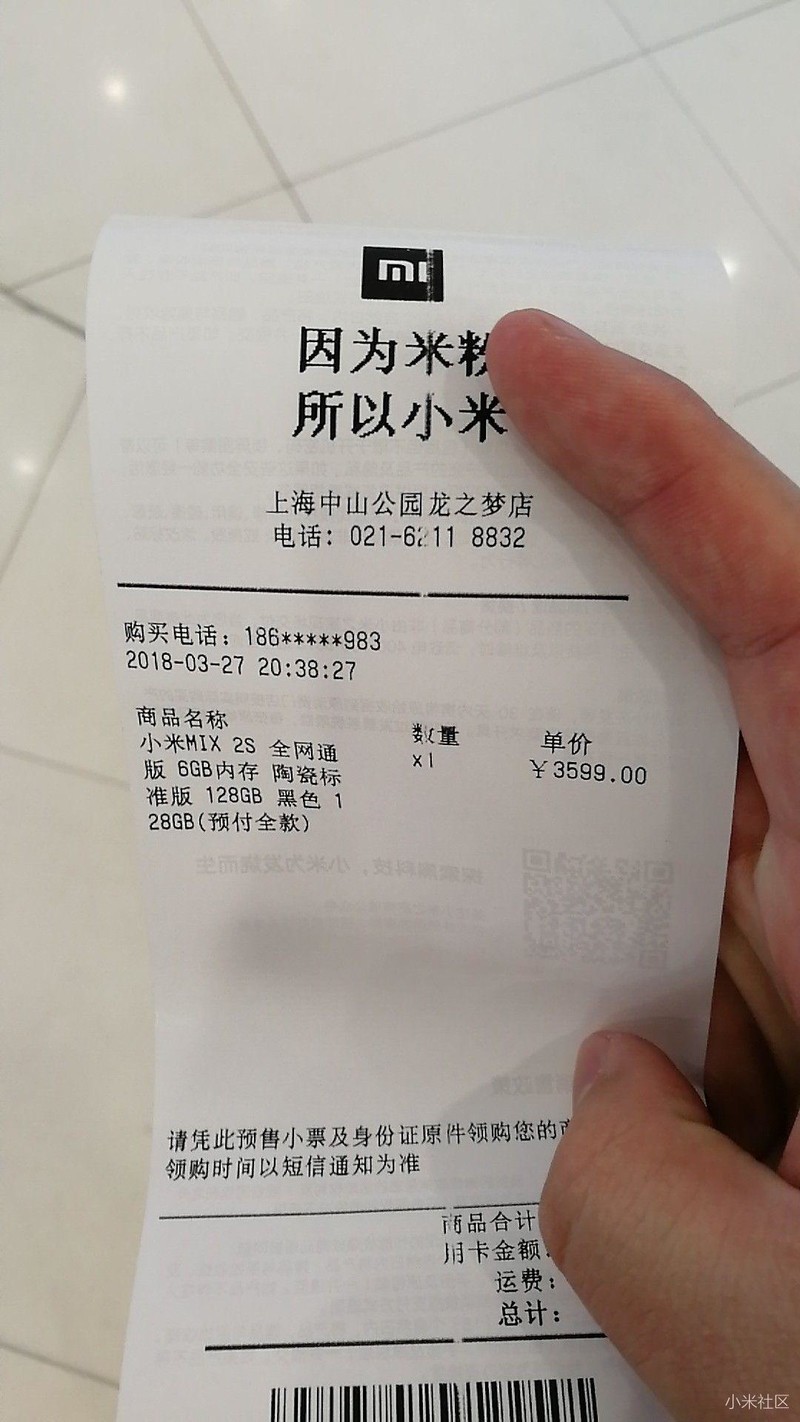 mi
因为米粉
所以小米
上海中山公园龙之梦店
电话: 021-6211 8832
购买电话: 186*****983
2018-03-27 20:38:27
商品名称 数量 单价
小米MIX 2S 全网通 x1 ￥3599.00
版 6GB内存 陶瓷标
准版 128GB 黑色 1
28GB(预付全款)
请凭此预售小票及身份证原件领购您的
领购时间以短信通知为准
商品合计
用卡金额:
运费:
总计:
小米社区